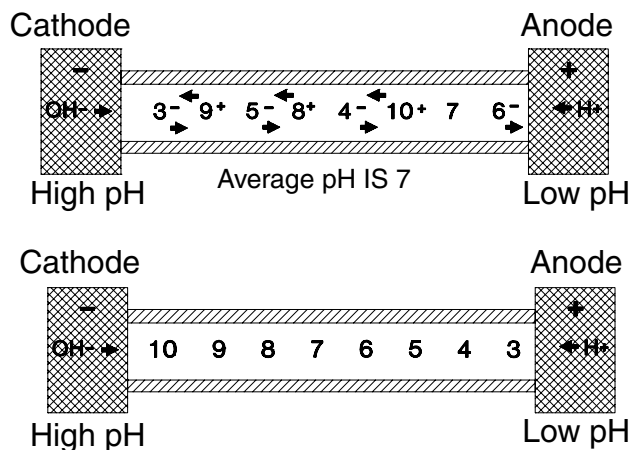 Cathode Anode
− +
OH− 3− 9+ 5− 8+ 4− 10+ 7 6− H+
High pH Average pH IS 7 Low pH
Cathode Anode
− +
OH− 10 9 8 7 6 5 4 3 H+
High pH Low pH